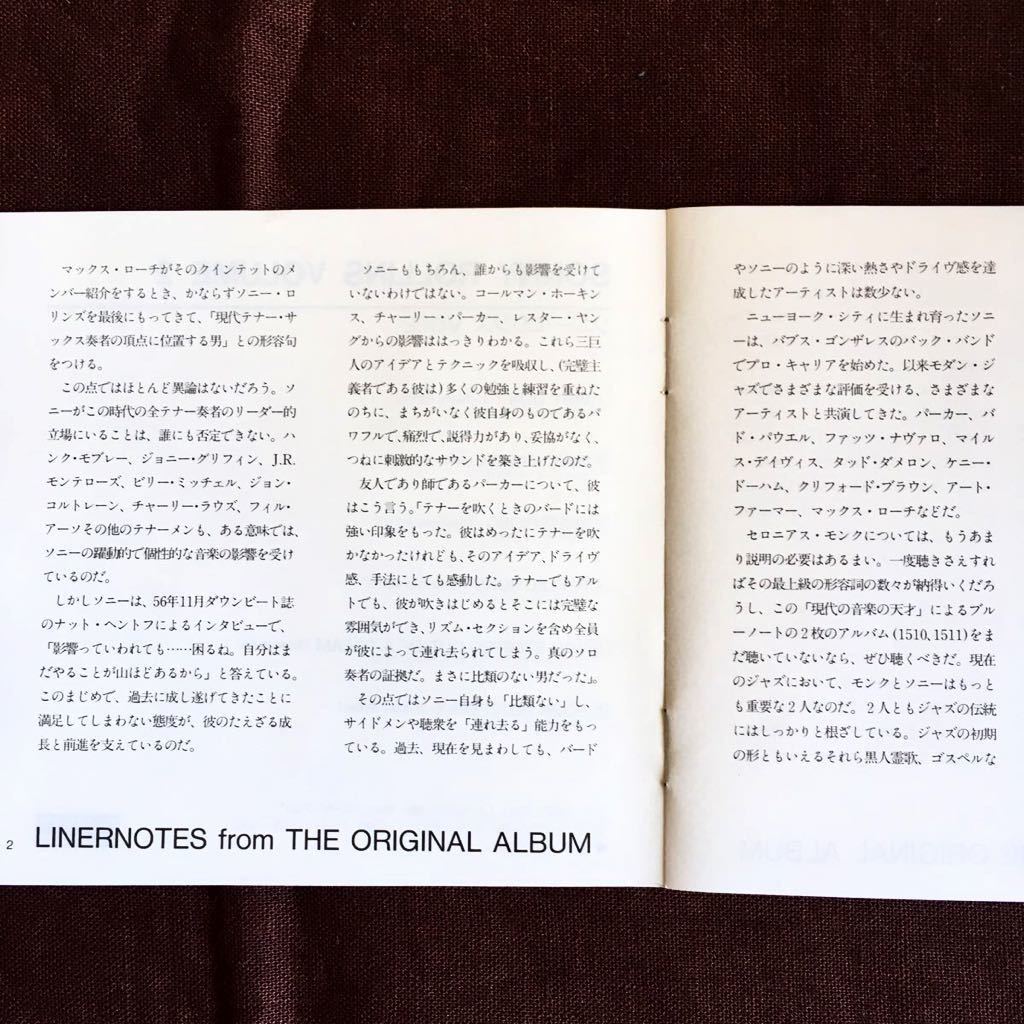 マックス・ローチがそのクインテットのメ
ンバー紹介をするとき、かならずソニー・ロ
リンズを最後にもってきて、「現代テナー・サ
ックス奏者の頂点に位置する男」との形容句
をつける。
この点ではほとんど異論はないだろう。ソ
ニーがこの時代の全テナー奏者のリーダー的
立場にいることは、誰にも否定できない。ハ
ンク・モブレー、ジョニー・グリフィン、J.R.
モンテローズ、ビリー・ミッチェル、ジョン・
コルトレーン、チャーリー・ラウズ、フィル・
アーソその他のテナーメンも、ある意味では、
ソニーの躍動的で個性的な音楽の影響を受け
ているのだ。
しかしソニーは、56年11月ダウンビート誌
のナット・ヘントフによるインタビューで、
「影響っていわれても……困るね。自分はま
だやることが山ほどあるから」と答えている。
このまじめで、過去に成し遂げてきたことに
満足してしまわない態度が、彼のたえざる成
長と前進を支えているのだ。
ソニーももちろん、誰からも影響を受けて
いないわけではない。コールマン・ホーキン
ス、チャーリー・パーカー、レスター・ヤン
グからの影響ははっきりわかる。これら三巨
人のアイデアとテクニックを吸収し、(完璧主
義者である彼は)多くの勉強と練習を重ねた
のちに、まちがいなく彼自身のものであるパ
ワフルで、痛烈で、説得力があり、妥協がなく、
つねに刺激的なサウンドを築き上げたのだ。
友人であり師であるパーカーについて、彼
はこう言う。「テナーを吹くときのバードには
強い印象をもった。彼はめったにテナーを吹
かなかったけれども、そのアイデア、ドライヴ
感、手法にとても感動した。テナーでもアル
トでも、彼が吹きはじめるとそこには完璧な
雰囲気ができ、リズム・セクションを含め全員
が彼によって連れ去られてしまう。真のソロ
奏者の証拠だ。まさに比類のない男だった」。
その点ではソニー自身も「比類ない」し、
サイドメンや聴衆を「連れ去る」能力をもっ
ている。過去、現在を見まわしても、バード
2 LINERNOTES from THE ORIGINAL ALBUM
やソニーのように深い熱さやドライヴ感を達
成したアーティストは数少ない。
ニューヨーク・シティに生まれ育ったソニ
ーは、バブス・ゴンザレスのバック・バンド
でプロ・キャリアを始めた。以来モダン・ジ
ャズでさまざまな評価を受ける、さまざまな
アーティストと共演してきた。パーカー、バ
ド・パウエル、ファッツ・ナヴァロ、マイル
ス・デイヴィス、タッド・ダメロン、ケニー・
ドーハム、クリフォード・ブラウン、アート・
ファーマー、マックス・ローチなどだ。
セロニアス・モンクについては、もうあま
り説明の必要はあるまい。一度聴きさえすれ
ばその最上級の形容詞の数々が納得いくだろ
うし、この「現代の音楽の天才」によるブル
ーノートの2枚のアルバム(1510、1511)をま
だ聴いていないなら、ぜひ聴くべきだ。現在
のジャズにおいて、モンクとソニーはもっと
も重要な2人なのだ。2人ともジャズの伝統
にはしっかりと根ざしている。ジャズの初期
の形ともいえるそれら黒人霊歌、ゴスペルな